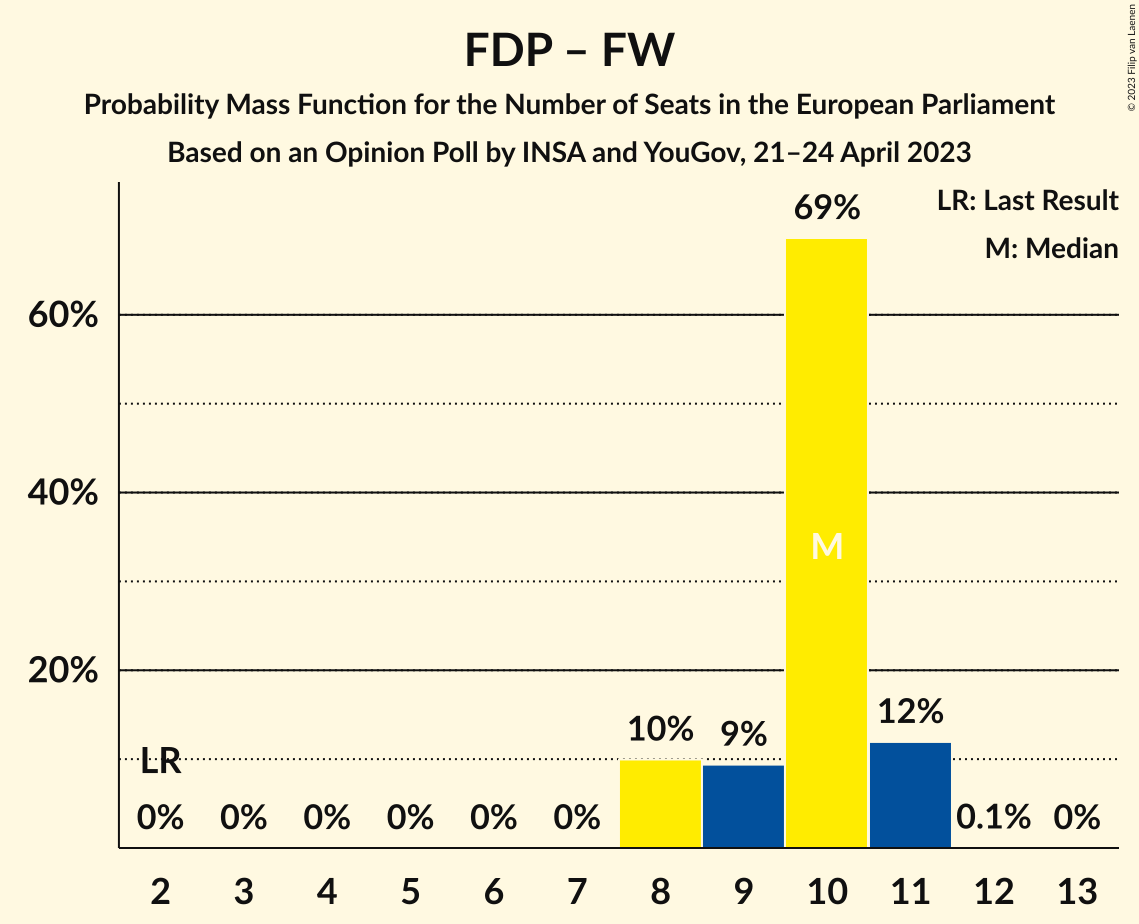 FDP – FW
Probability Mass Function for the Number of Seats in the European Parliament
Based on an Opinion Poll by INSA and YouGov, 21–24 April 2023
© 2023 Filip van Laenen
LR: Last Result
M: Median
69%
60%
40%
M
20%
10%
9%
12%
LR
0%
0%
0%
0%
0%
0%
0.1%
0%
2 3 4 5 6 7 8 9 10 11 12 13